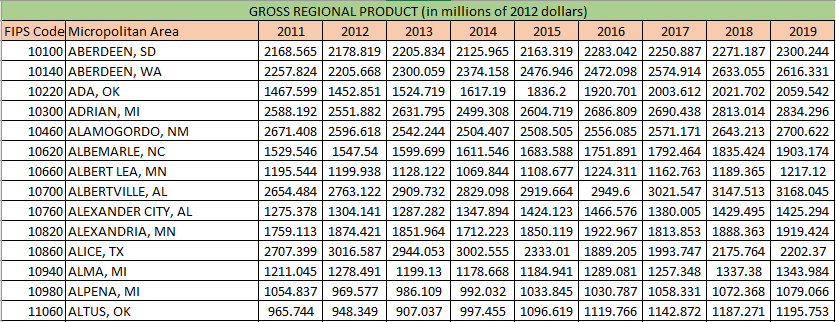 GROSS REGIONAL PRODUCT (in millions of 2012 dollars)
FIPS Code Micropolitan Area 2011 2012 2013 2014 2015 2016 2017 2018 2019
10100 ABERDEEN, SD 2168.565 2178.819 2205.834 2125.965 2163.319 2283.042 2250.887 2271.187 2300.244
10140 ABERDEEN, WA 2257.824 2205.668 2300.059 2374.158 2476.946 2472.098 2574.914 2633.055 2616.331
10220 ADA, OK 1467.599 1452.851 1524.719 1617.19 1836.2 1920.701 2003.612 2021.702 2059.542
10300 ADRIAN, MI 2588.192 2551.882 2631.795 2499.308 2604.719 2686.809 2690.438 2813.014 2834.296
10460 ALAMOGORDO, NM 2671.408 2596.618 2542.244 2504.407 2508.505 2556.085 2571.171 2643.213 2700.622
10620 ALBEMARLE, NC 1529.546 1547.54 1599.699 1611.546 1683.588 1751.891 1792.464 1835.424 1903.174
10660 ALBERT LEA, MN 1195.544 1199.938 1128.122 1069.844 1108.677 1224.311 1162.763 1189.365 1217.12
10700 ALBERTVILLE, AL 2654.484 2763.122 2909.732 2829.098 2919.664 2949.6 3021.547 3147.513 3168.045
10760 ALEXANDER CITY, AL 1275.378 1304.141 1287.282 1347.894 1424.123 1466.576 1380.005 1429.495 1425.294
10820 ALEXANDRIA, MN 1759.113 1874.421 1851.964 1712.223 1850.119 1922.967 1813.853 1888.363 1919.424
10860 ALICE, TX 2707.399 3016.587 2944.053 3002.555 2333.01 1889.205 1993.747 2175.764 2202.37
10940 ALMA, MI 1211.045 1278.491 1199.13 1178.668 1184.941 1289.081 1257.348 1337.38 1343.984
10980 ALPENA, MI 1054.837 969.577 986.109 992.032 1033.845 1030.787 1058.331 1072.368 1079.066
11060 ALTUS, OK 965.744 948.349 907.037 997.455 1096.619 1119.766 1142.872 1187.271 1195.753